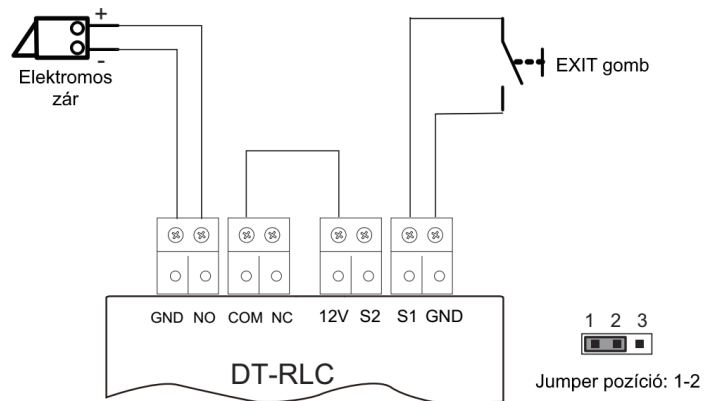 +
-
Elektromos
zár
EXIT gomb
GND NO COM NC 12V S2 S1 GND
DT-RLC
1 2 3
Jumper pozíció: 1-2